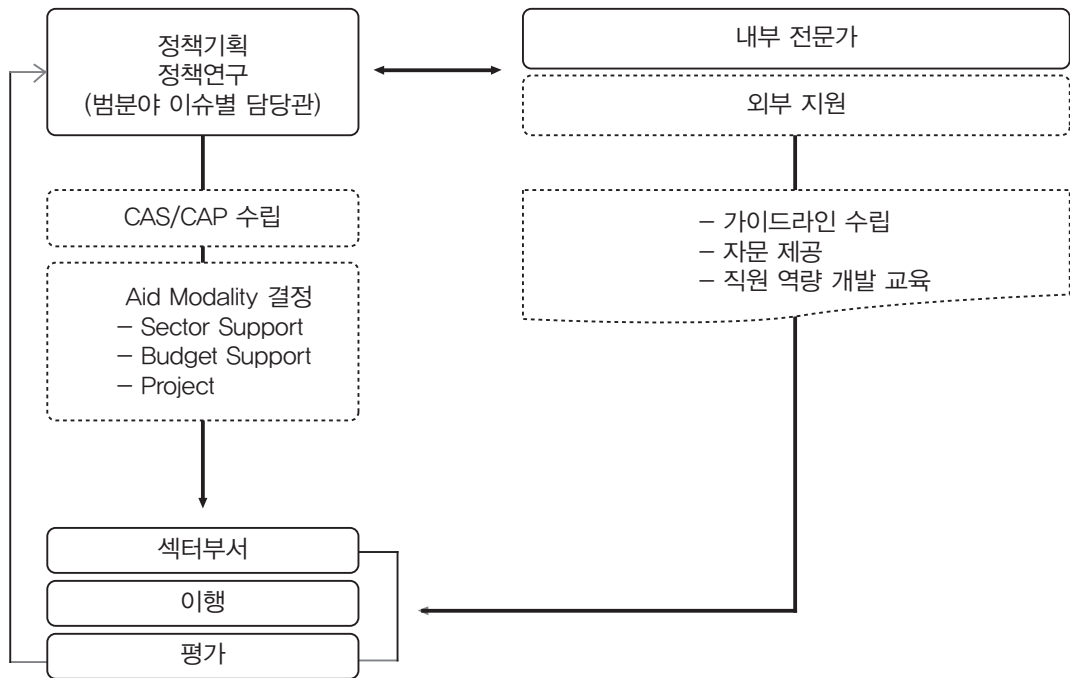 정책기획
정책연구
(범분야 이슈별 담당관)
내부 전문가
외부 지원
CAS/CAP 수립
– 가이드라인 수립
– 자문 제공
– 직원 역량 개발 교육
Aid Modality 결정
– Sector Support
– Budget Support
– Project
섹터부서
이행
평가